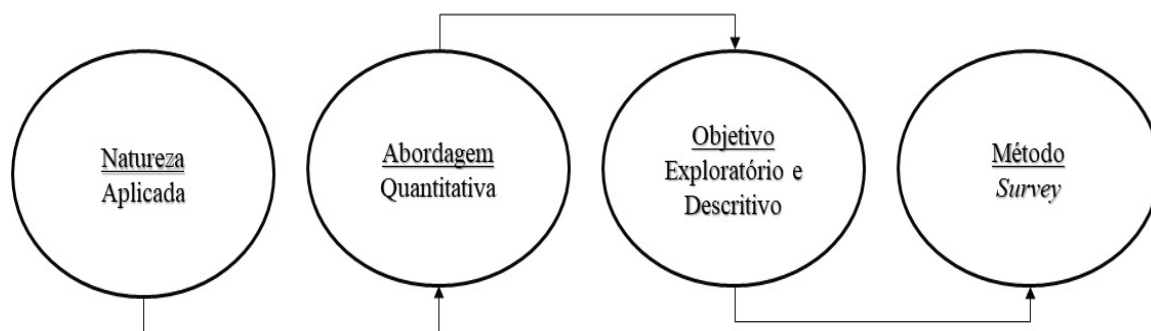 Natureza
Aplicada
Abordagem
Quantitativa
Objetivo
Exploratório e
Descritivo
Método
Survey